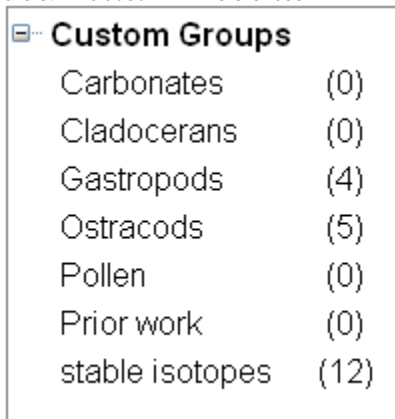 Custom Groups
Carbonates (0)
Cladocerans (0)
Gastropods (4)
Ostracods (5)
Pollen (0)
Prior work (0)
stable isotopes (12)